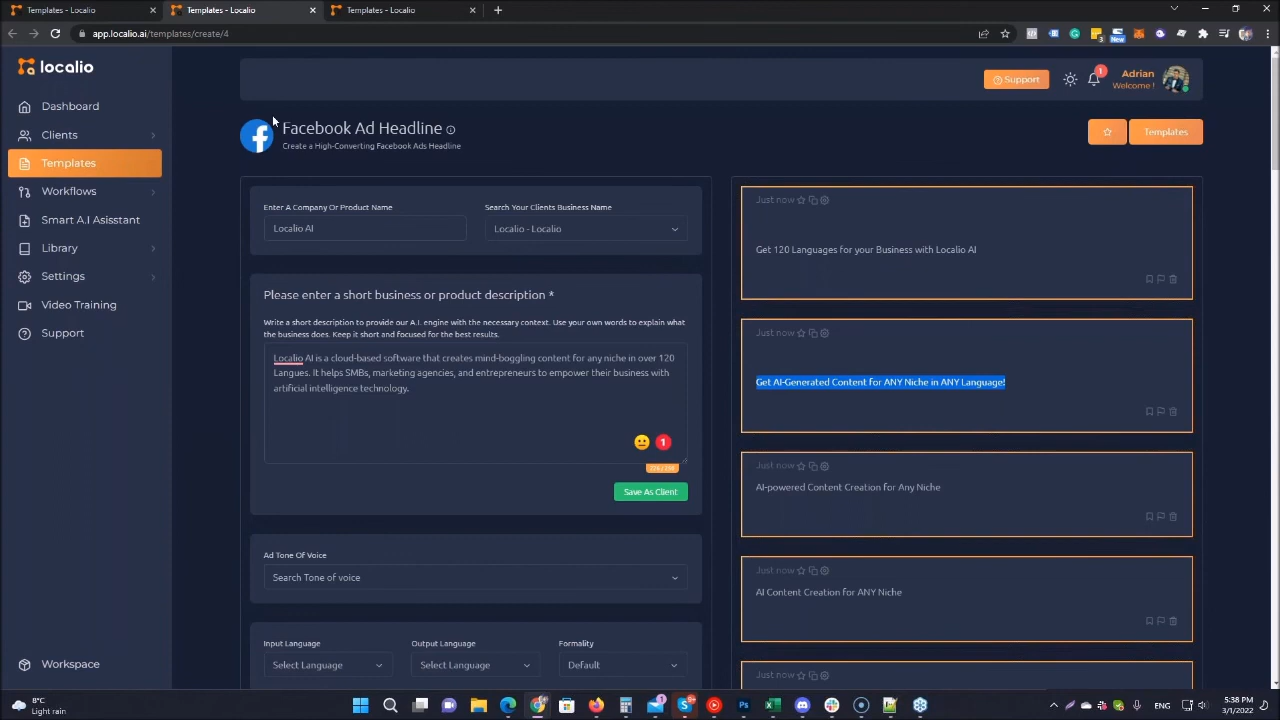 Templates - Localio
Templates - Localio
Templates - Localio
app.localio.ai/templates/create/4
localio
Dashboard
Clients
Templates
Workflows
Smart A.I Asisstant
Library
Settings
Video Training
Support
Workspace
Support
1
Adrian
Welcome !
Facebook Ad Headline
Create a High-Converting Facebook Ads Headline
Templates
Enter A Company Or Product Name
Localio AI
Search Your Clients Business Name
Localio - Localio
Please enter a short business or product description *
Write a short description to provide our A.I. engine with the necessary context. Use your own words to explain what
the business does. Keep it short and focused for the best results.
Localio AI is a cloud-based software that creates mind-boggling content for any niche in over 120
Langues. It helps SMBs, marketing agencies, and entrepreneurs to empower their business with
artificial intelligence technology.
1
Save As Client
Ad Tone Of Voice
Search Tone of voice
Input Language
Select Language
Output Language
Select Language
Formality
Default
Just now
Get 120 Languages for your Business with Localio AI
Just now
Get AI-Generated Content for ANY Niche in ANY Language!
Just now
AI-powered Content Creation for Any Niche
Just now
AI Content Creation for ANY Niche
Just now
8°C
Light rain
5:38 PM
3/1/2022